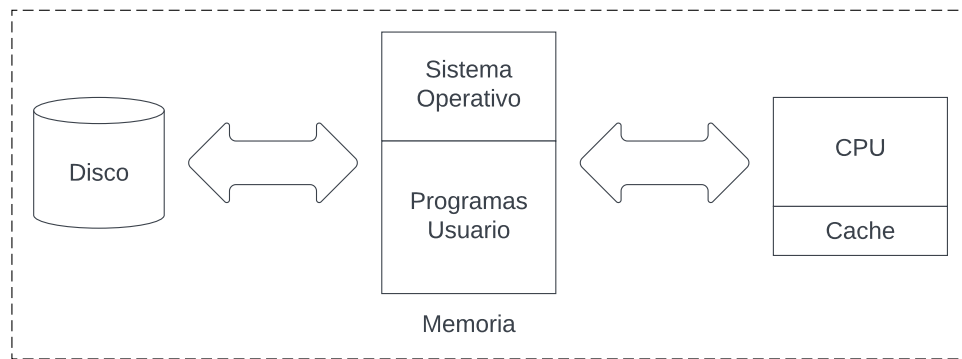 Disco
Sistema
Operativo
Programas
Usuario
Memoria
CPU
Cache